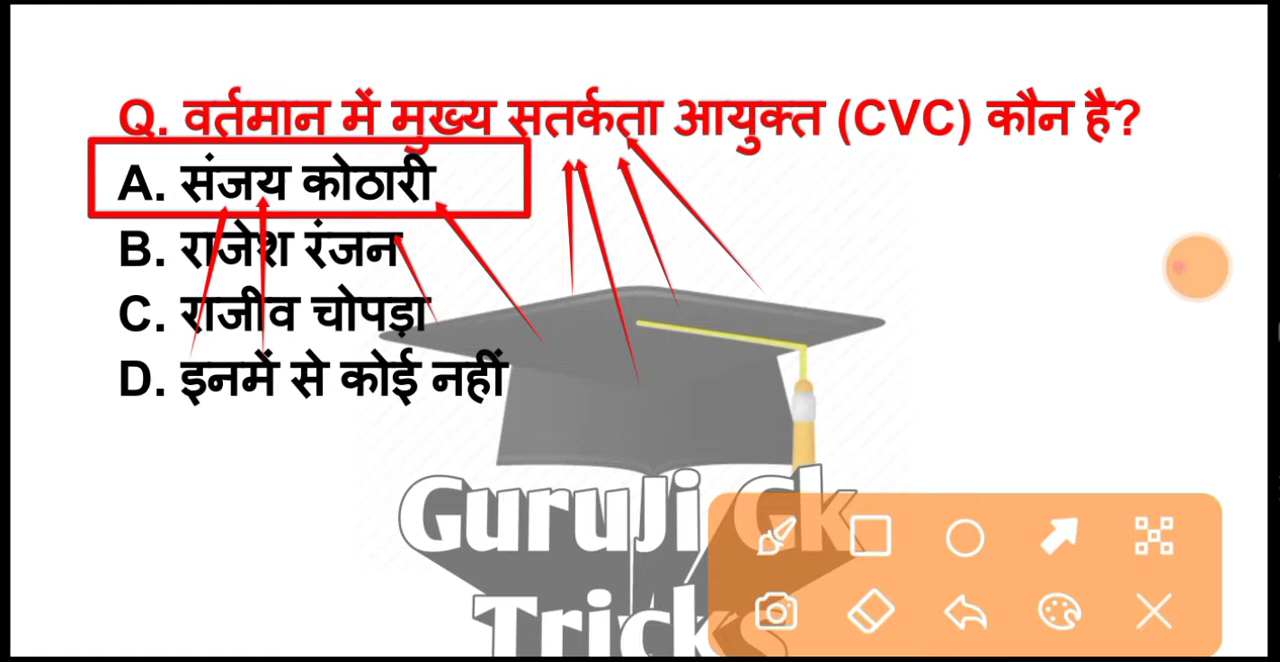 Q. वर्तमान में मुख्य सतर्कता आयुक्त (CVC) कौन है?
A. संजय कोठारी
B. राजेश रंजन
C. राजीव चोपड़ा
D. इनमें से कोई नहीं
GuruJi Gk
Tricks